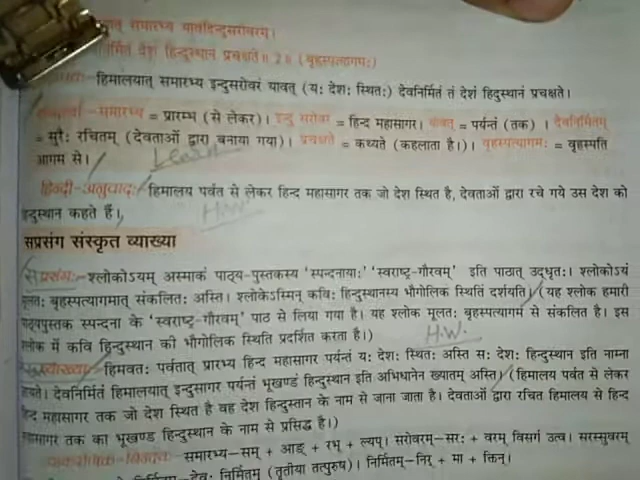 समारभ्य यावदिन्दुसरोवरम्।
देशं हिन्दुस्थानं प्रचक्षते॥ 2॥ (बृहस्पत्यागमः)
हिमालयात् समारभ्य इन्दुसरोवरं यावत् (यः देशः स्थितः) देवनिर्मितं तं देशं हिदुस्थानं प्रचक्षते।
समारभ्य = प्रारम्भ (से लेकर)। इन्दु सरोवर = हिन्द महासागर। यावत् = पर्यन्तं (तक) । देवनिर्मितम्
= सुरैः रचितम् (देवताओं द्वारा बनाया गया)। प्रचक्षते = कथ्यते (कहलाता है।)। बृहस्पत्यागमः = बृहस्पति
आगम से।
Learn
हिन्दी-अनुवादः हिमालय पर्वत से लेकर हिन्द महासागर तक जो देश स्थित है, देवताओं द्वारा रचे गये उस देश को
हिन्दुस्थान कहते हैं।
H.W.
सप्रसंग संस्कृत व्याख्या
सप्रसंगः-श्लोकोऽयम् अस्माकं पाठ्य-पुस्तकस्य 'स्पन्दनायाः' 'स्वराष्ट्र-गौरवम्' इति पाठात् उद्धृतः। श्लोकोऽयं
मूलतः बृहस्पत्यागमात् संकलितः अस्ति। श्लोकेऽस्मिन् कविः हिन्दुस्थानस्य भौगोलिक स्थितिं दर्शयति। (यह श्लोक हमारी
पाठ्यपुस्तक स्पन्दना के 'स्वराष्ट्र-गौरवम्' पाठ से लिया गया है। यह श्लोक मूलतः बृहस्पत्यागम से संकलित है। इस
श्लोक में कवि हिन्दुस्थान की भौगोलिक स्थिति प्रदर्शित करता है।)
H.W.
व्याख्याः हिमवतः पर्वतात् प्रारभ्य हिन्द महासागर पर्यन्तं यः देशः स्थितः अस्ति सः देशः हिन्दुस्थान इति नाम्ना
ज्ञायते। देवनिर्मितं हिमालयात् इन्दुसागर पर्यन्तं भूखण्डं हिन्दुस्थान इति अभिधानेन ख्यातम् अस्ति। (हिमालय पर्वत से लेकर
हिन्द महासागर तक जो देश स्थित है वह देश हिन्दुस्तान के नाम से जाना जाता है। देवताओं द्वारा रचित हिमालय से हिन्द
महासागर तक का भूखण्ड हिन्दुस्थान के नाम से प्रसिद्ध है।)
समारभ्य-सम् + आङ् + रभ् + ल्यप्। सरोवरम्-सरः + वरम् विसर्ग उत्व। सरस्सुवरम्
देवः निर्मितम् (तृतीया तत्पुरुष)। निर्मितम्-निर् + मा + क्तिन्।